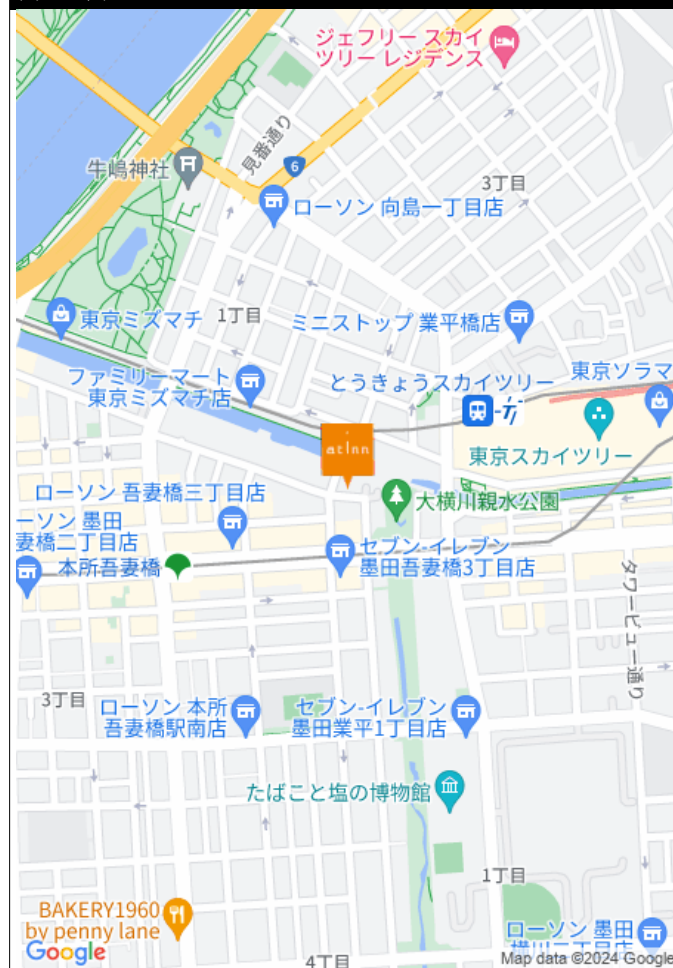 ジェフリー スカイ
ツリー レジデンス
見番通り
6
牛嶋神社
3丁目
ローソン 向島一丁目店
東京ミズマチ
1丁目
ミニストップ 業平橋店
ファミリーマート
東京ミズマチ店
とうきょうスカイツリー
東京ソラマ
atInn
東京スカイツリー
ローソン 吾妻橋三丁目店
大横川親水公園
ーソン 墨田
妻橋二丁目店
本所吾妻橋
セブン-イレブン
墨田吾妻橋3丁目店
タワービュー通り
3丁目
ローソン 本所
吾妻橋駅南店
セブン-イレブン
墨田業平1丁目店
たばこと塩の博物館
1丁目
BAKERY1960
by penny lane
ローソン 墨田
Google
4丁目
Map data ©2024 Google